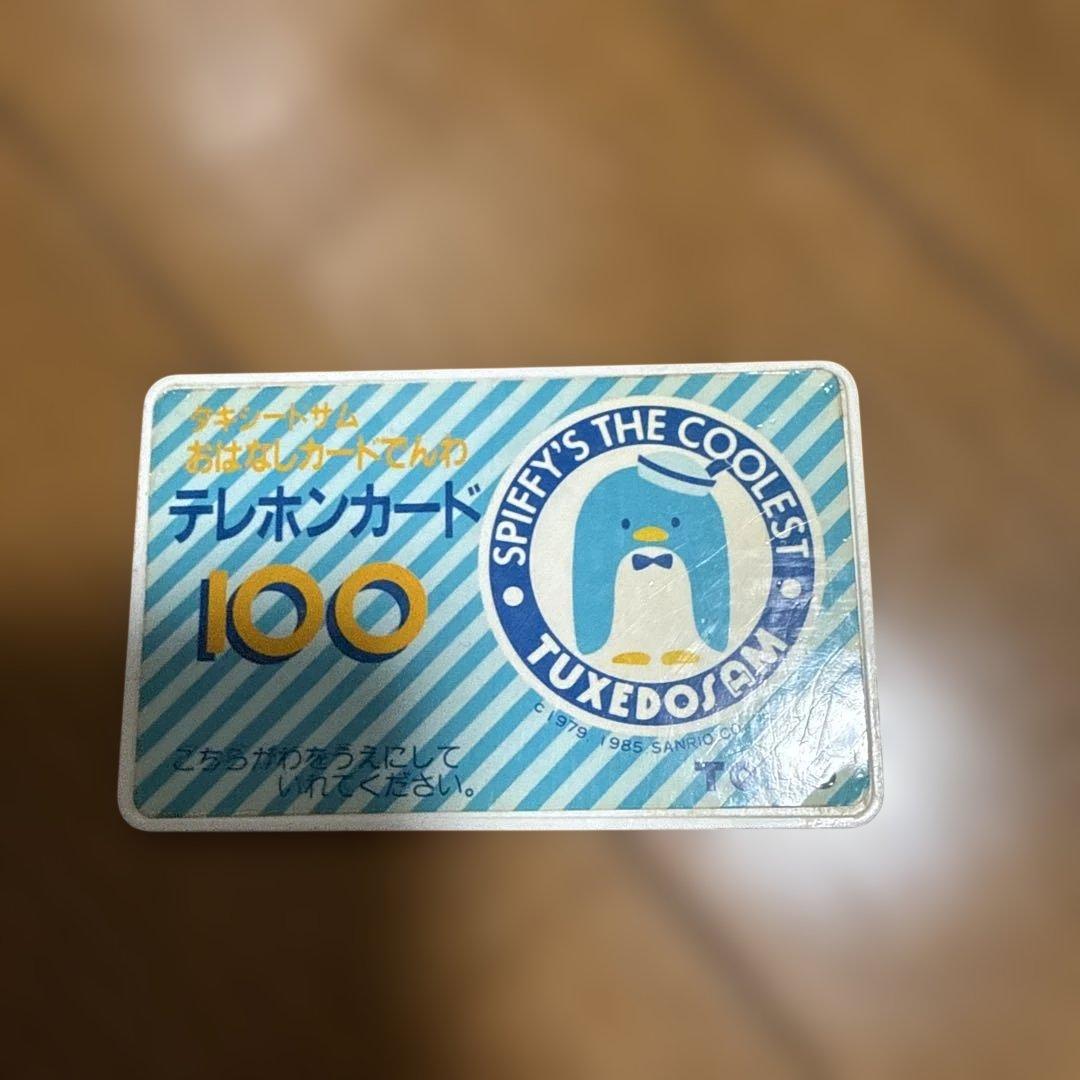 タキシードサム
おはなしカードでんわ
テレホンカード
100
こちらがわをうえにして
いれてください。
SPIFFY'S THE COOLEST
TUXEDOSAM
c 1979, 1985 SANRIO CO.